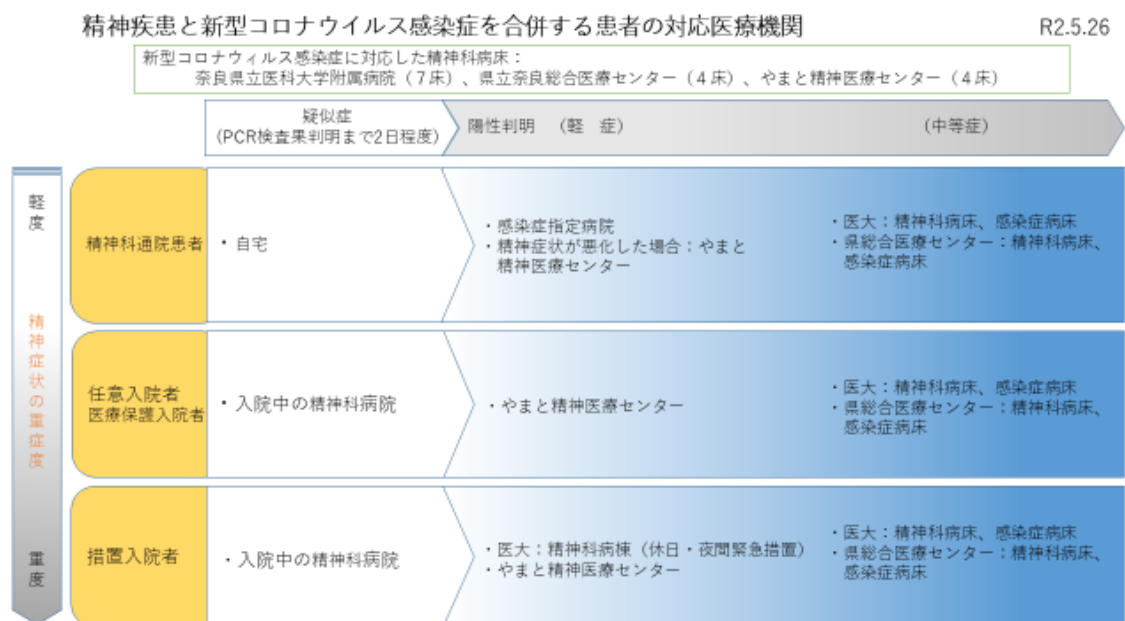 精神疾患と新型コロナウイルス感染症を合併する患者の対応医療機関
R2.5.26
新型コロナウィルス感染症に対応した精神科病床：
奈良県立医科大学附属病院（７床）、県立奈良総合医療センター（４床）、やまと精神医療センター（４床）
疑似症
(PCR検査果判明まで2日程度)
陽性判明　（軽　症）
(中等症）
軽度
精神症状の重症度
重度
精神科通院患者
・自宅
・感染症指定病院
・精神症状が悪化した場合：やまと
精神医療センター
・医大：精神科病床、感染症病床
・県総合医療センター：精神科病床、
感染症病床
任意入院者
医療保護入院者
・入院中の精神科病院
・やまと精神医療センター
・医大：精神科病床、感染症病床
・県総合医療センター：精神科病床、
感染症病床
措置入院者
・入院中の精神科病院
・医大：精神科病棟（休日・夜間緊急措置）
・やまと精神医療センター
・医大：精神科病床、感染症病床
・県総合医療センター：精神科病床、
感染症病床